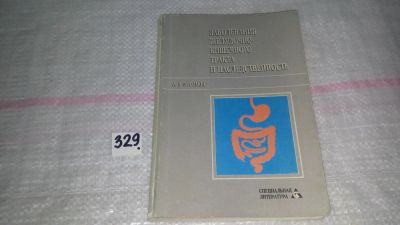 ЗАБОЛЕВАНИЯ
ЖЕЛУДОЧНО-
КИШЕЧНОГО
ТРАКТА
И НАСЛЕДСТВЕННОСТЬ
СПЕЦИАЛЬНАЯ
ЛИТЕРАТУРА
329